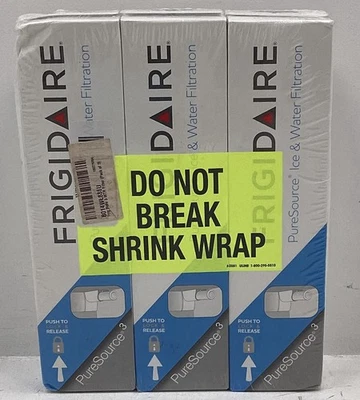 FRIGIDAIRE
Water Filtration
FRIGIDAIRE
Ice & Water Filtration
FRIGIDAIRE
PureSource® Ice & Water Filtration
DO NOT
BREAK
SHRINK WRAP
PUSH TO
RELEASE
PureSource 3
PUSH TO
RELEASE
PureSource 3
PUSH TO
RELEASE
PureSource 3